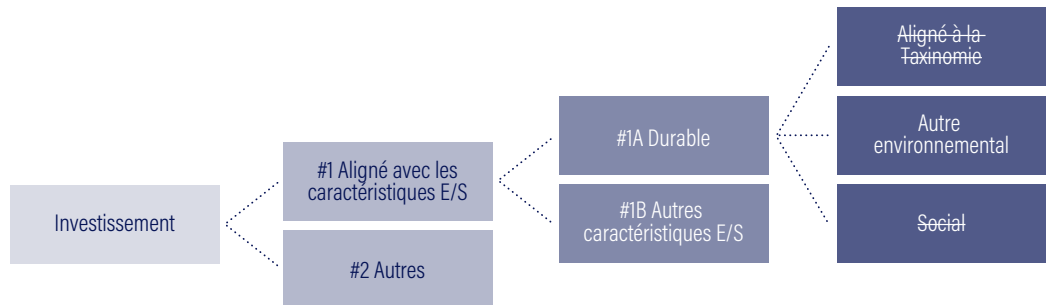 Investissement
#1 Aligné avec les
caractéristiques E/S
#2 Autres
#1A Durable
#1B Autres
caractéristiques E/S
Aligné à la
Taxinomie
Autre
environnemental
Social